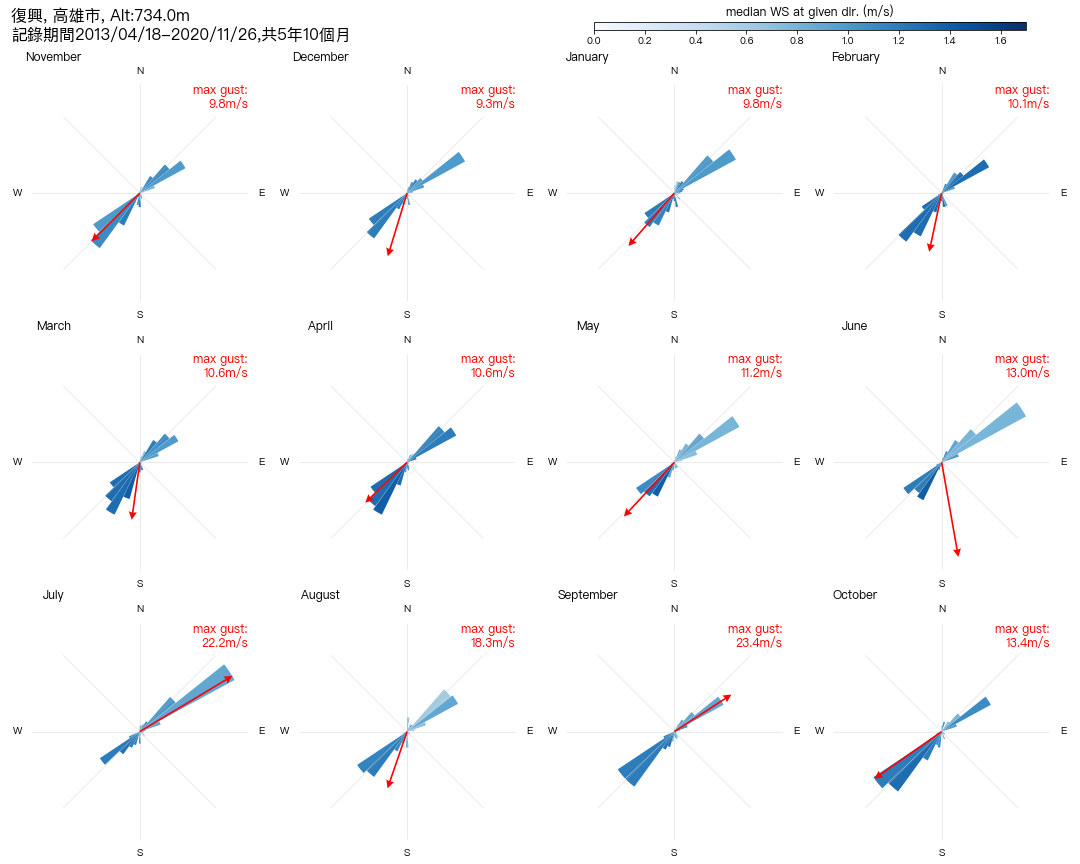 復興, 高雄市, Alt:734.0m
記錄期間2013/04/18−2020/11/26,共5年10個月
median WS at given dir. (m/s)
0.0 0.2 0.4 0.6 0.8 1.0 1.2 1.4 1.6
November December January February
N N N N
max gust: max gust: max gust: max gust:
9.8m/s 9.3m/s 9.8m/s 10.1m/s
W E W E W E W E
S S S S
March April May June
N N N N
max gust: max gust: max gust: max gust:
10.6m/s 10.6m/s 11.2m/s 13.0m/s
W E W E W E W E
S S S S
July August September October
N N N N
max gust: max gust: max gust: max gust:
22.2m/s 18.3m/s 23.4m/s 13.4m/s
W E W E W E W E
S S S S